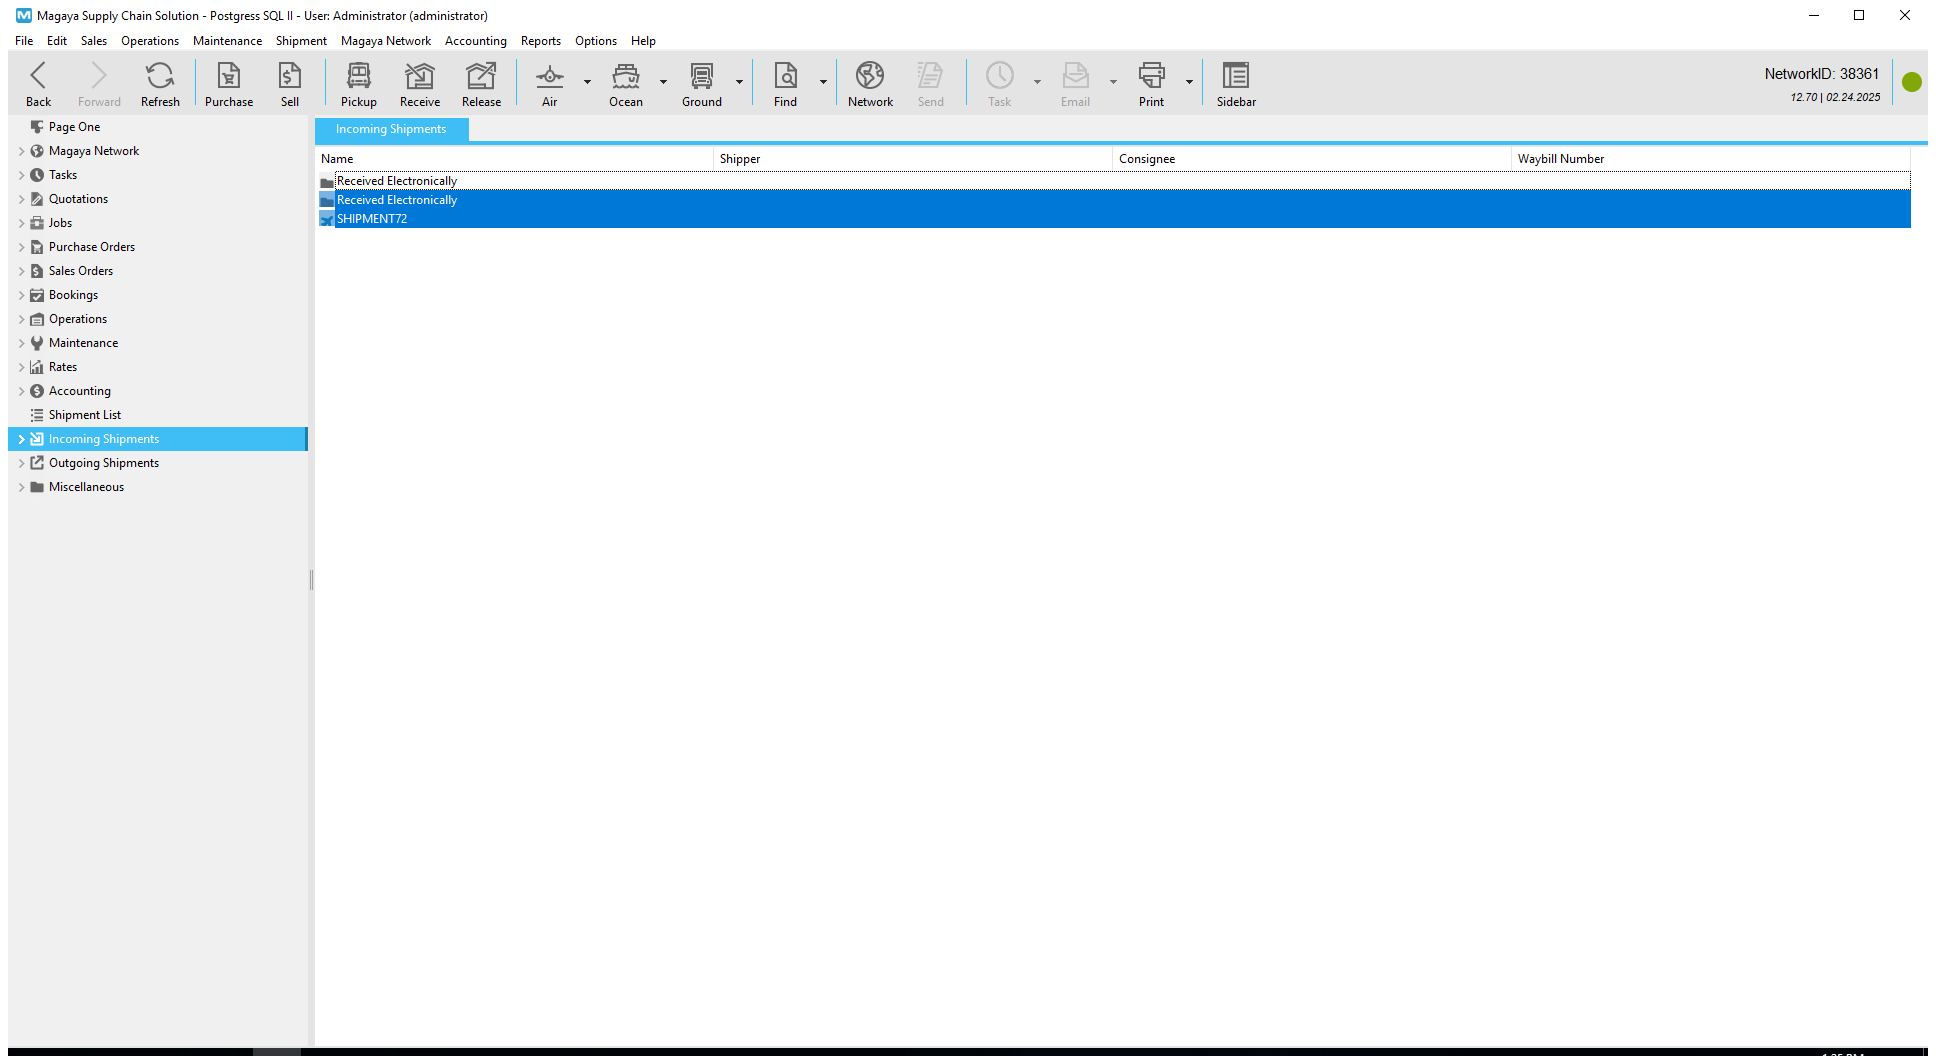 Magaya Supply Chain Solution - Postgress SQL II - User: Administrator (administrator)
File Edit Sales Operations Maintenance Shipment Magaya Network Accounting Reports Options Help
Back Forward Refresh Purchase Sell Pickup Receive Release Air Ocean Ground Find Network Send Task Email Print Sidebar
NetworkID: 38361
12.70 | 02.24.2025
Page One
Magaya Network
Tasks
Quotations
Jobs
Purchase Orders
Sales Orders
Bookings
Operations
Maintenance
Rates
Accounting
Shipment List
Incoming Shipments
Outgoing Shipments
Miscellaneous
Incoming Shipments
Name Shipper Consignee Waybill Number
Received Electronically
Received Electronically
SHIPMENT72